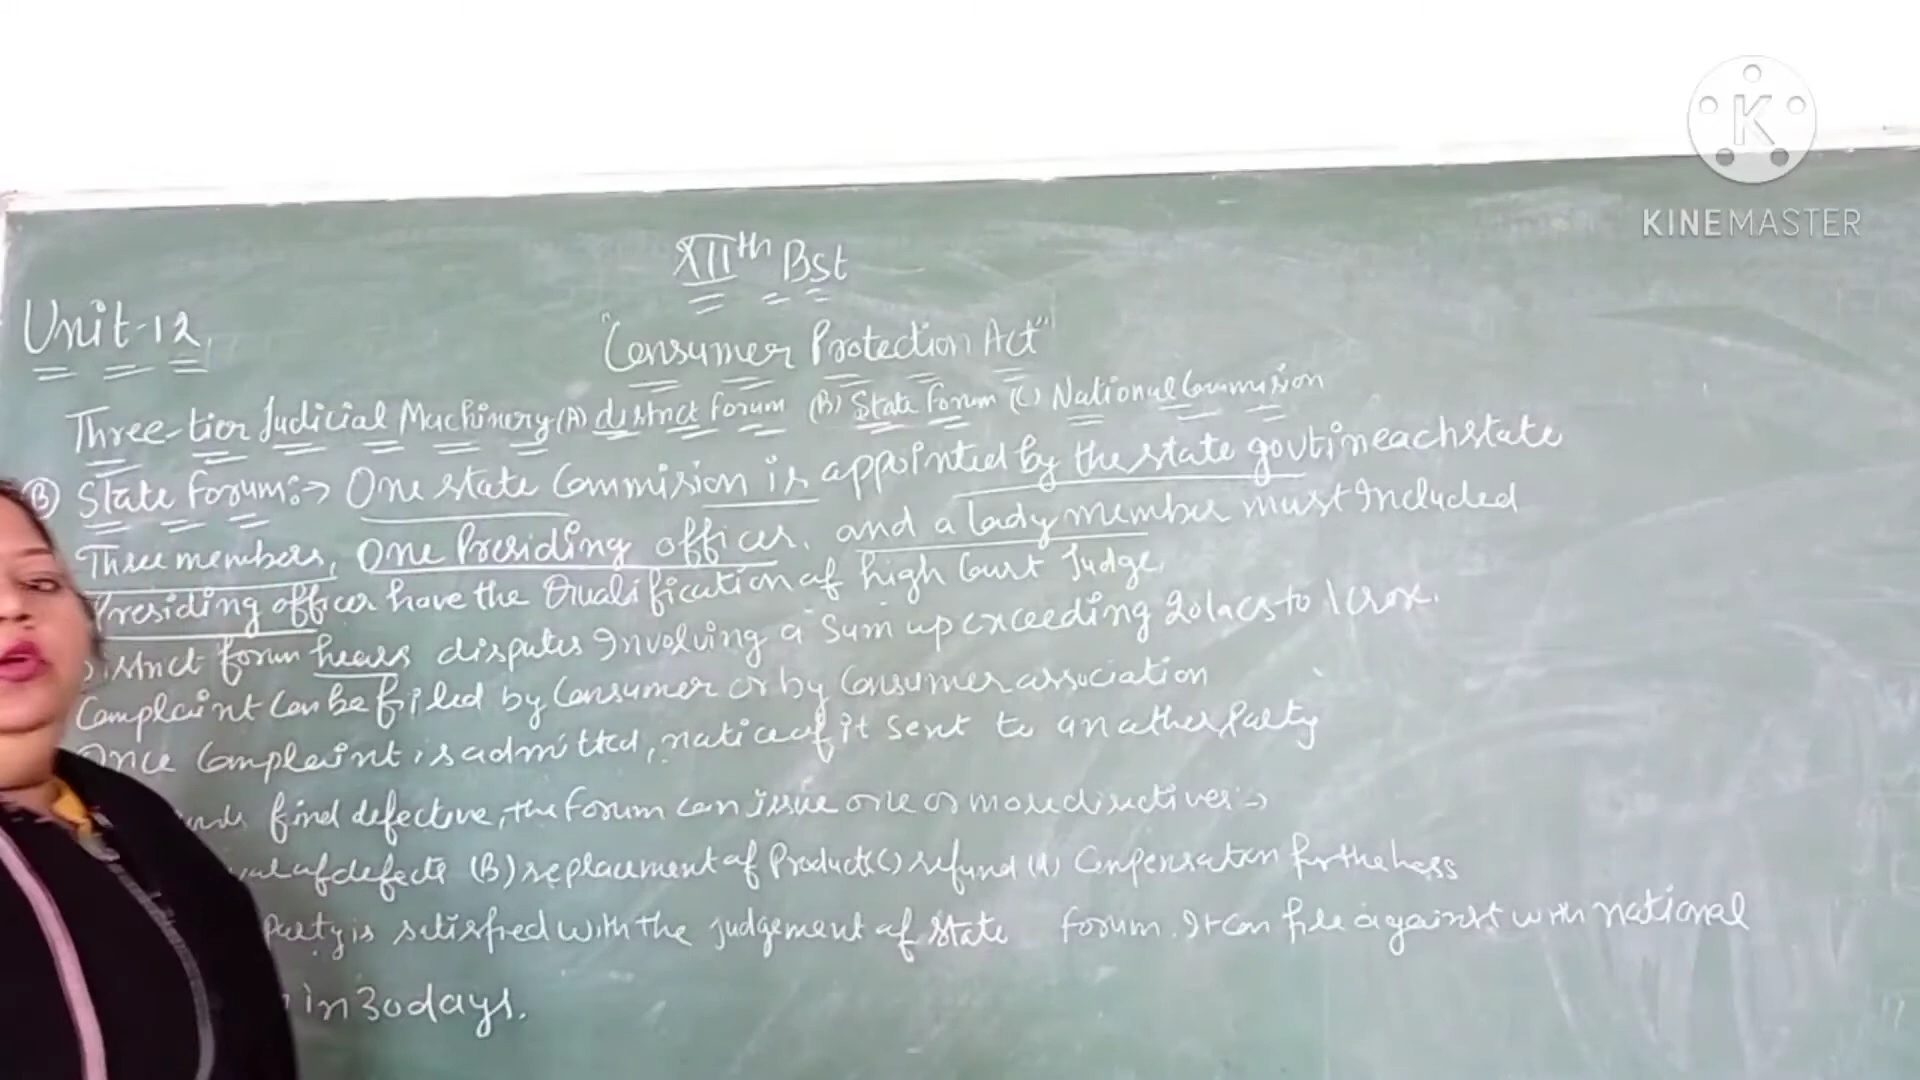 K
KINEMASTER
XIIth Bst
Unit-12
"Consumer Protection Act"
Three-tier Judicial Machinery (A) district Forum (B) State Forum (C) National Commission
(B) State Forum:→ One state Commision is appointed by the state govt in each state
Three members, One Presiding officer, and a lady member must Included
Presiding officer have the Qualification of high Court Judge,
District forum hears disputes Involving a sum up exceeding 20 lacs to 1 crox.
Complaint Can be filed by Consumer or by Consumer association
Once Complaint is admitted, notice of it sent to another Party
find defective, the Forum can issue one or more directives:→
of defects (B) replacement of Product (C) refund (d) Compensation for the loss
Party is satisfied with the judgement of state forum. It can file against with national
in 30 days.